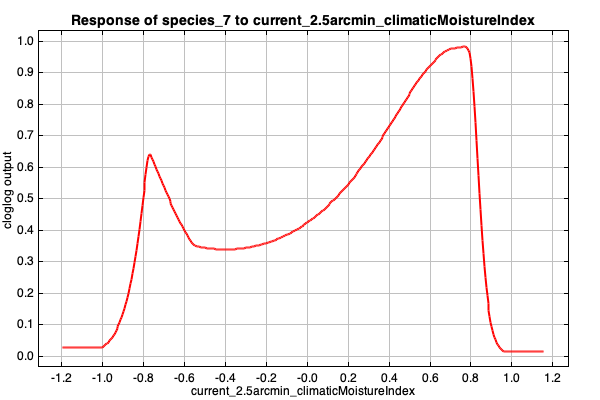 Response of species_7 to current_2.5arcmin_climaticMoistureIndex
cloglog output
1.0
0.9
0.8
0.7
0.6
0.5
0.4
0.3
0.2
0.1
0.0
-1.2 -1.0 -0.8 -0.6 -0.4 -0.2 -0.0 0.2 0.4 0.6 0.8 1.0 1.2
current_2.5arcmin_climaticMoistureIndex